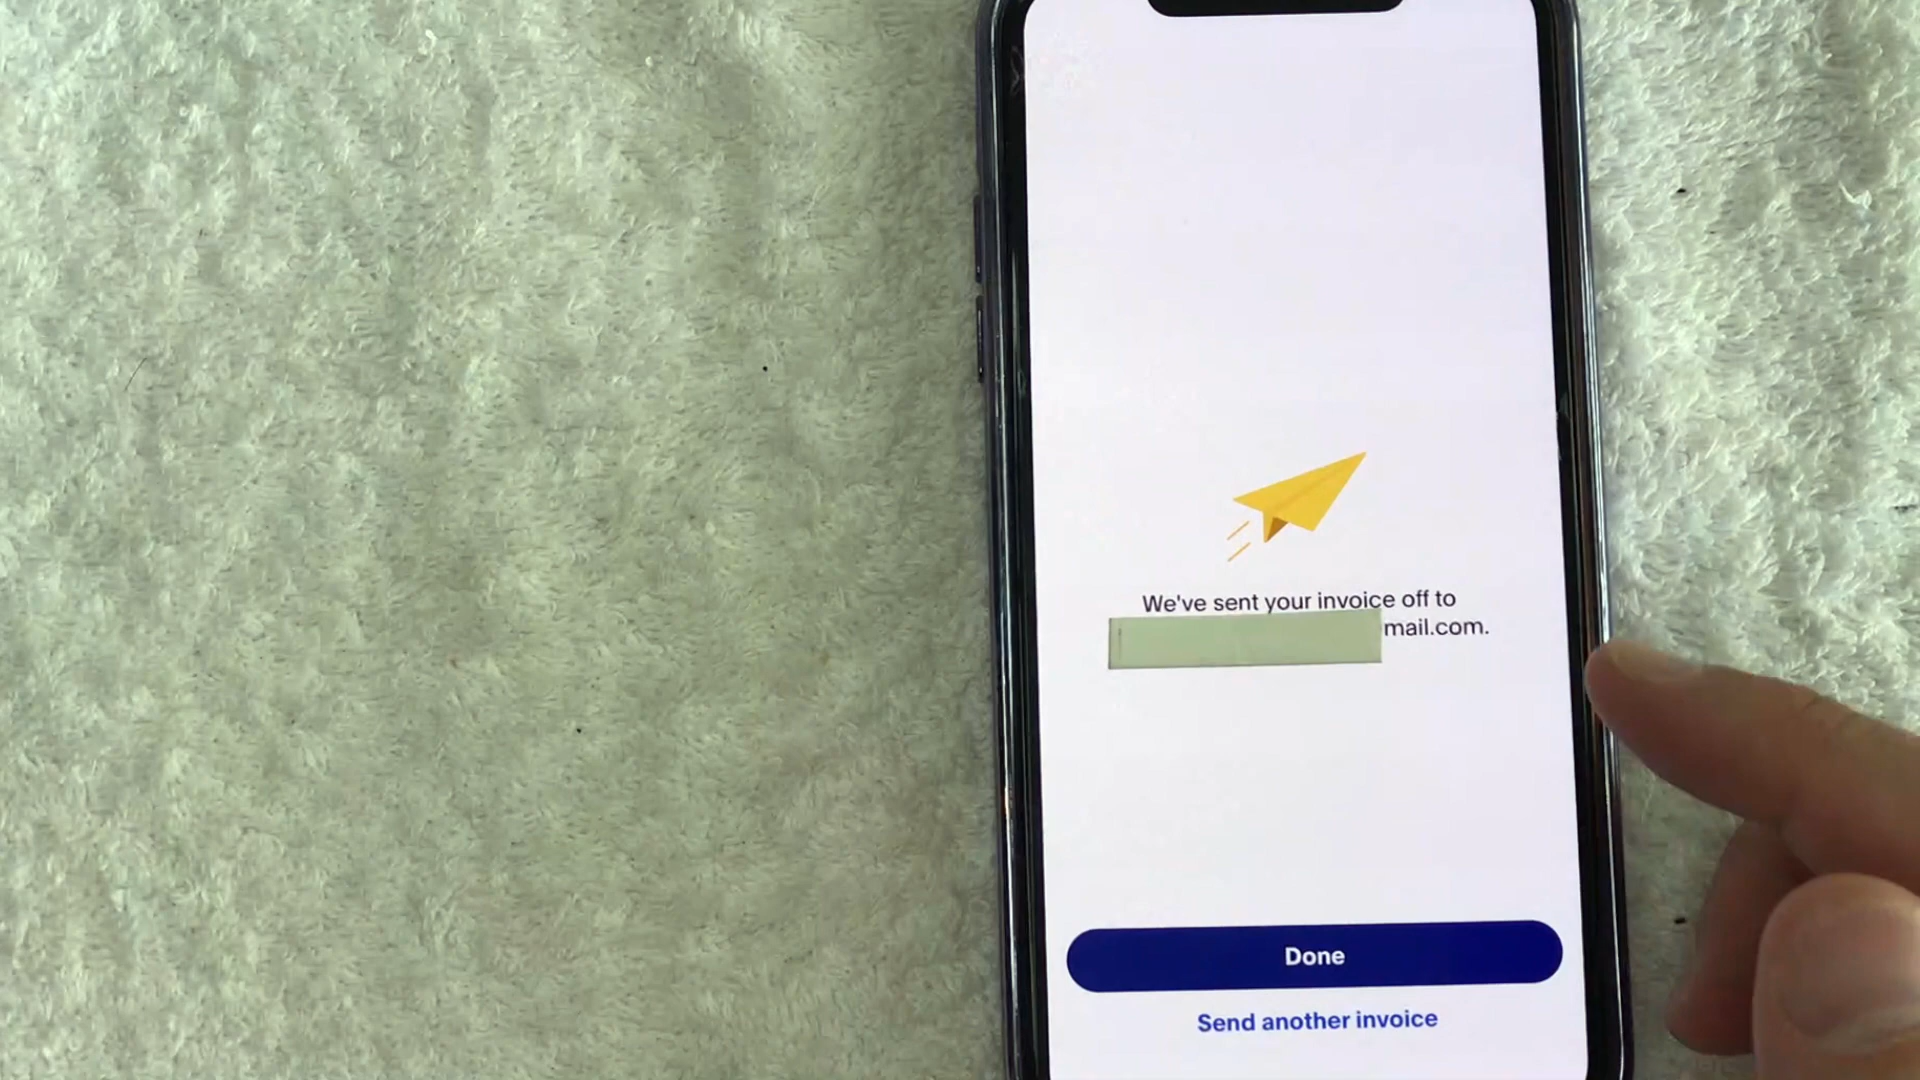 We've sent your invoice off to
mail.com.
Done
Send another invoice